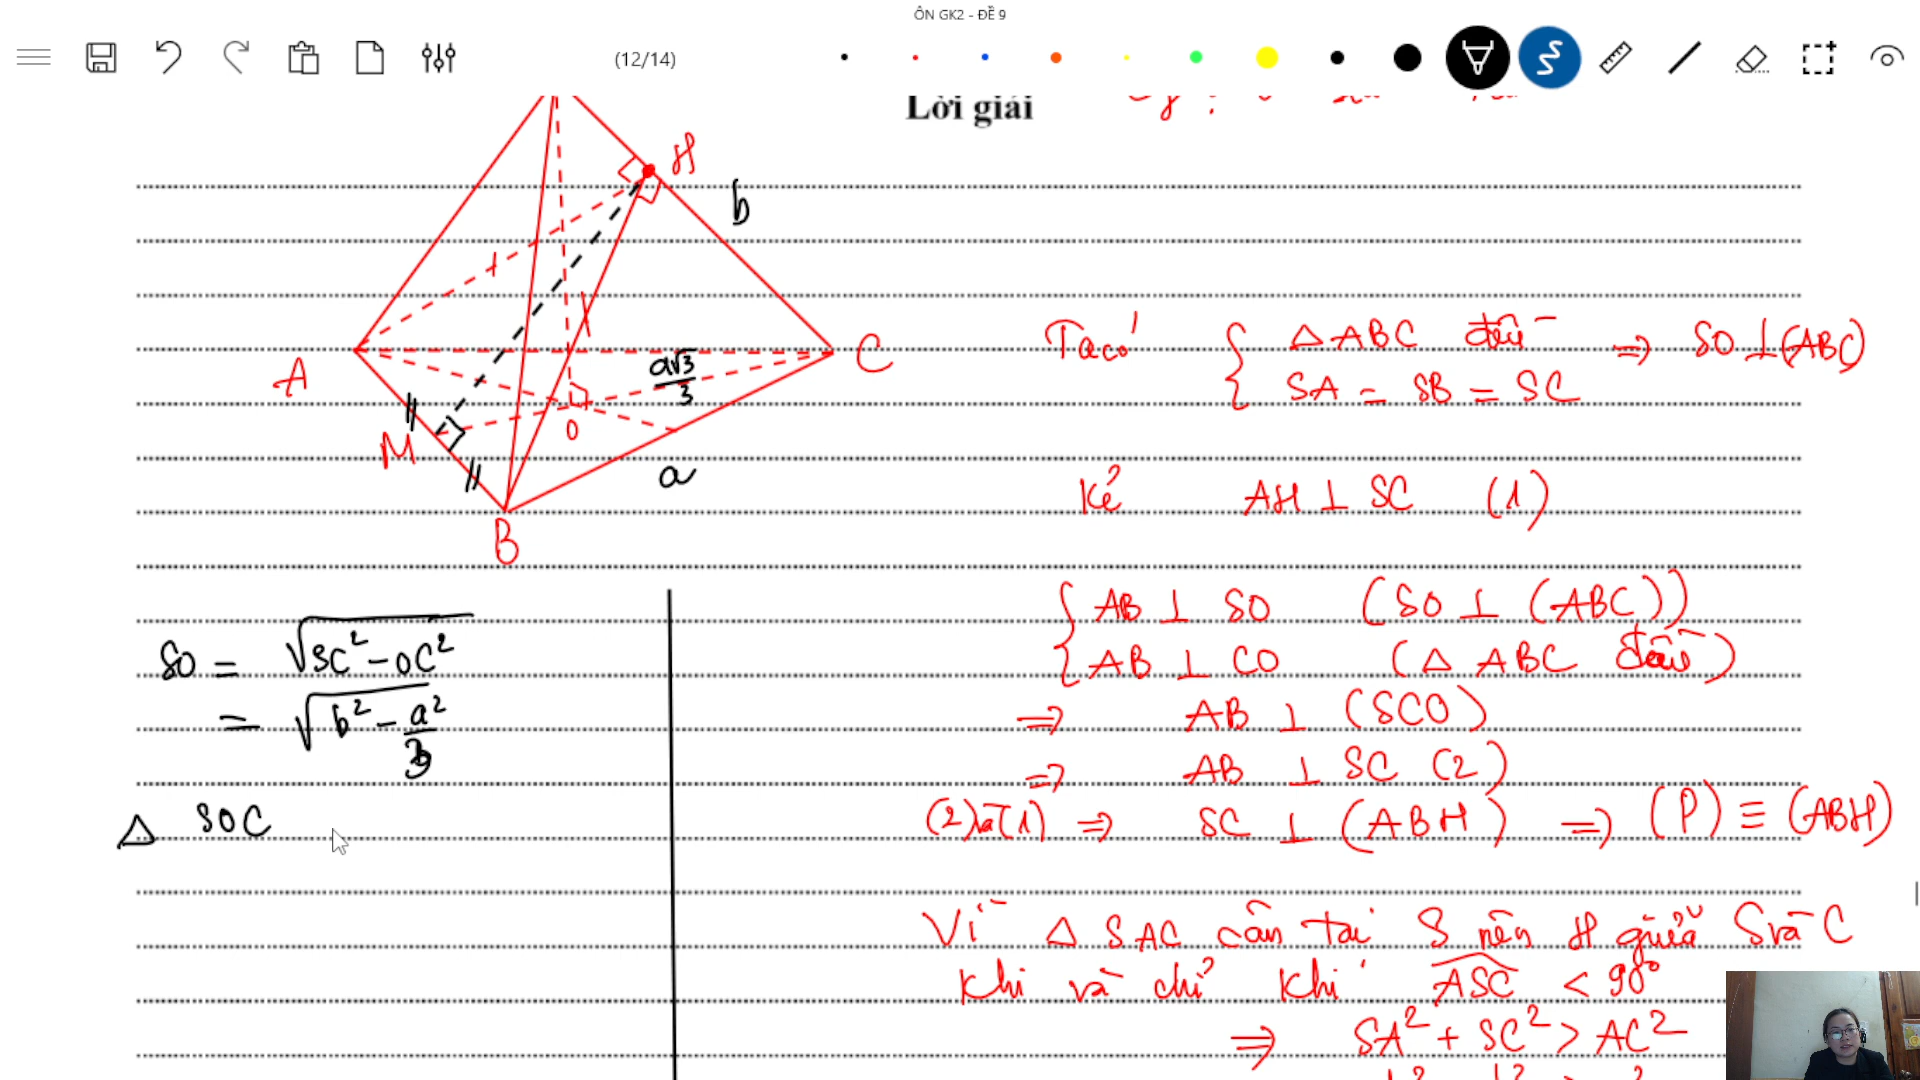 ÔN GK2 - ĐỀ 9
(12/14)
Lời giải
H
b
A
C
a√3/3
M
O
a
B
Ta có { △ ABC đều
SA = SB = SC
=> SO ⊥ (ABC)
Kẻ AH ⊥ SC (1)
{ AB ⊥ SO (SO ⊥ (ABC))
AB ⊥ CO (△ ABC đều)
=> AB ⊥ (SCO)
=> AB ⊥ SC (2)
(2) và (1) => SC ⊥ (ABH) => (P) ≡ (ABH)
Vì △ SAC cân tại S nên H giữa S và C
khi và chỉ khi ASC < 90°
=> SA² + SC² > AC²
SO = √SC² - OC²
= √b² - a²/3
△ SOC